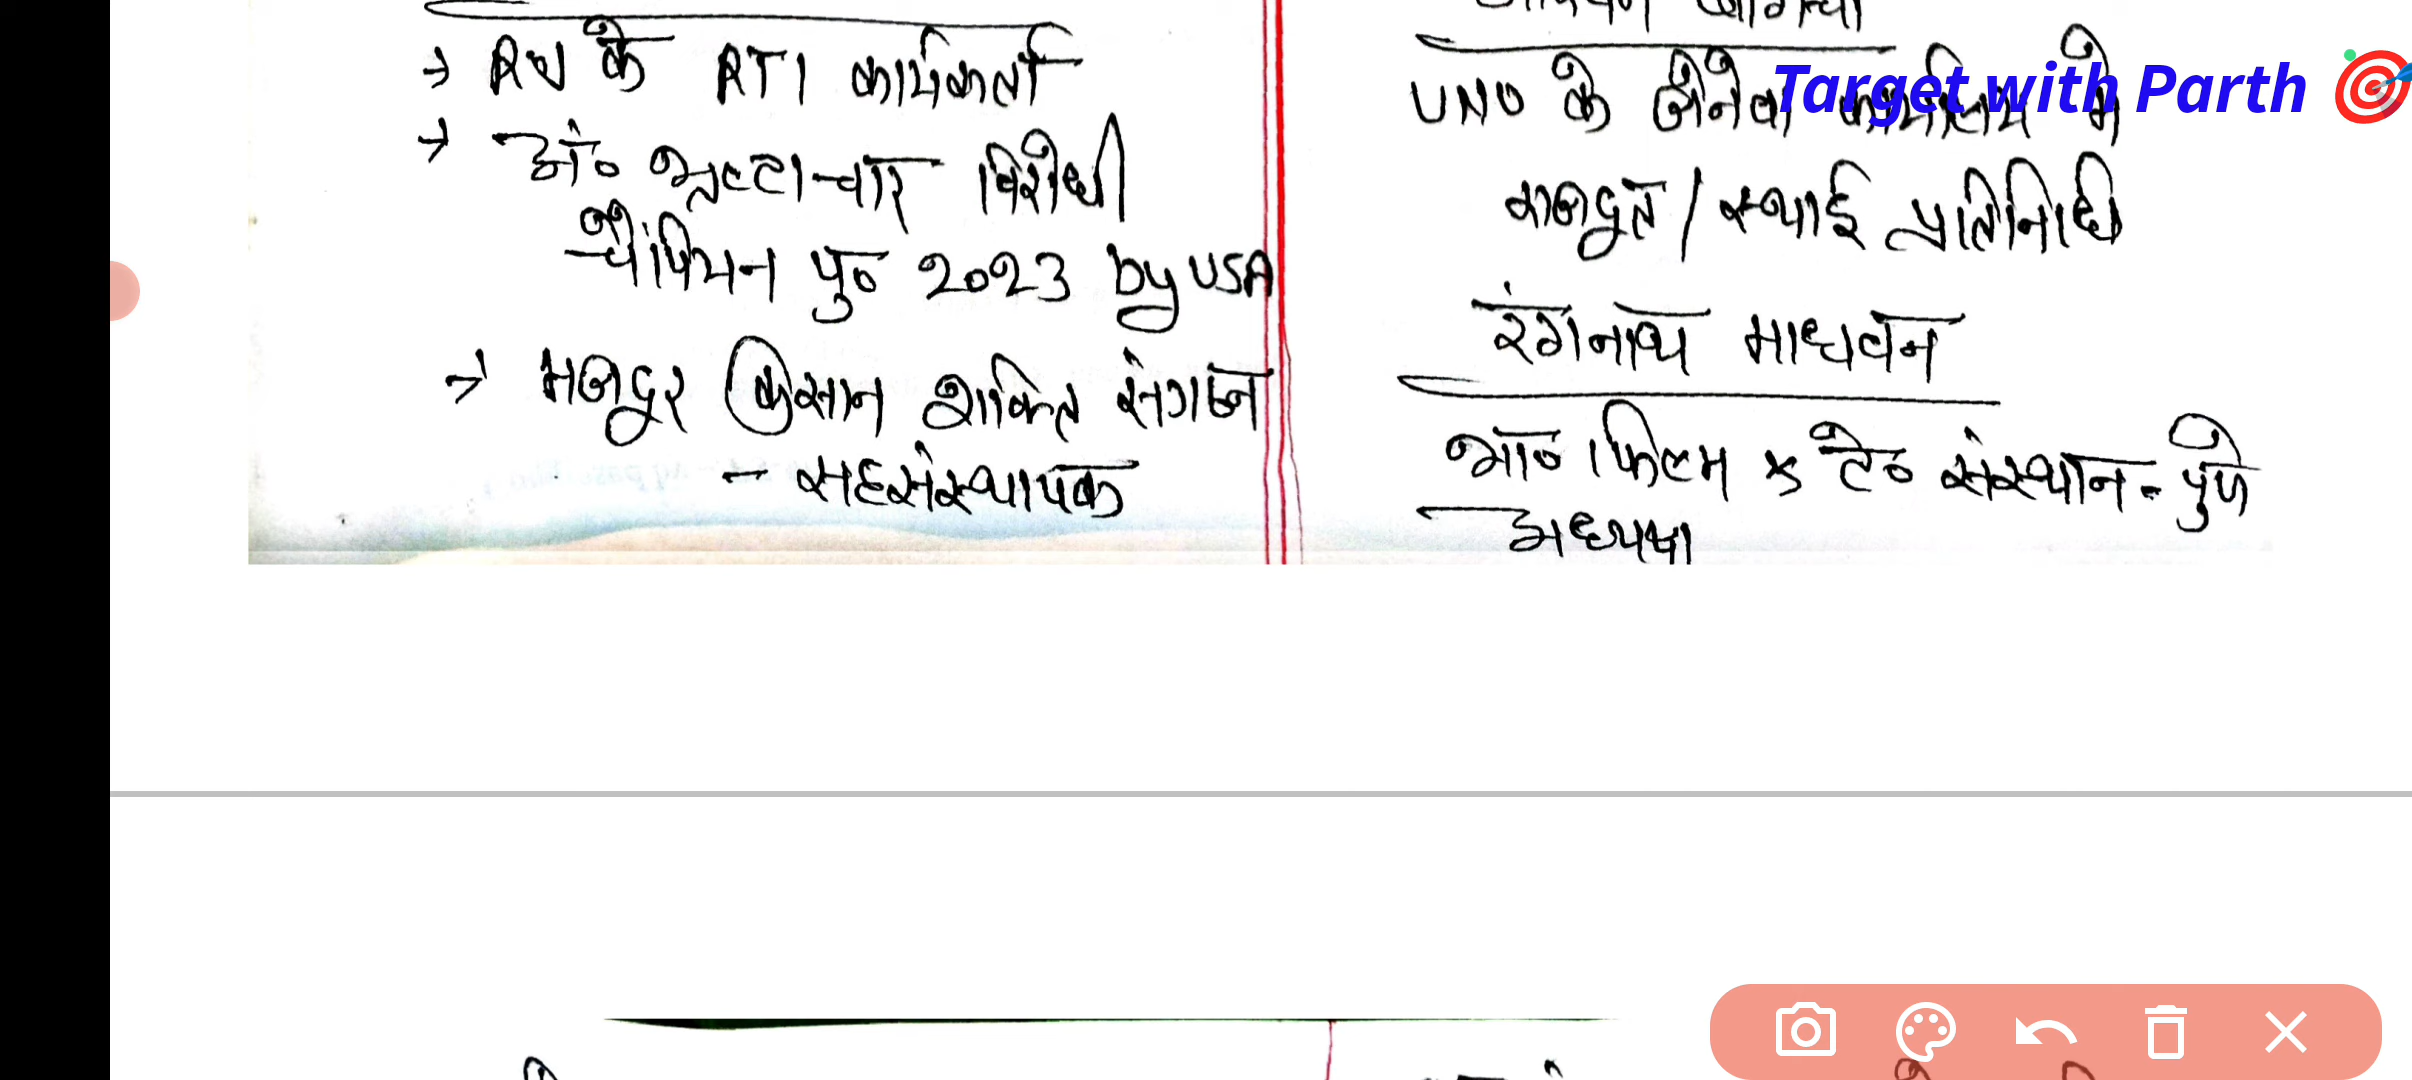 → RJ के RTI कार्यकर्ता
→ अं० भ्रष्टाचार विरोधी
चैंपियन पु० 2023 by USA
→ मजदूर किसान शक्ति संगठन
- सहसंस्थापक
Target with Parth
UNO के जेनेवा कार्यालय में
राजदूत / स्थाई प्रतिनिधि
रंगनाथ माधवन
भा० फिल्म & टे० संस्थान - पुणे
अध्यक्ष